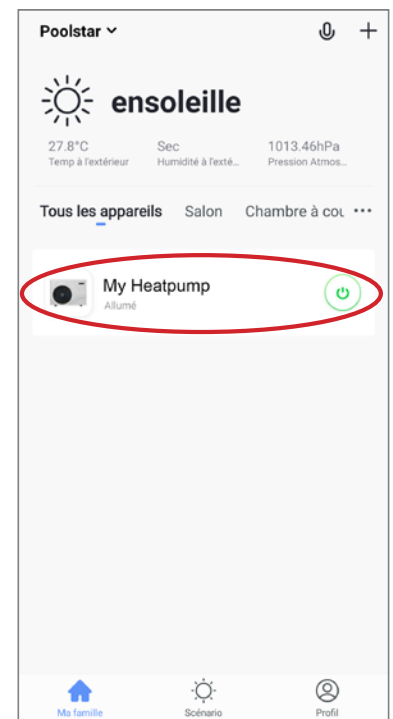 Poolstar
ensoleille
27.8°C Sec 1013.46hPa
Temp à l'extérieur Humidité à l'exté... Pression Atmos...
Tous les appareils Salon Chambre à cou ...
My Heatpump
Allumé
Ma famille Scénario Profil